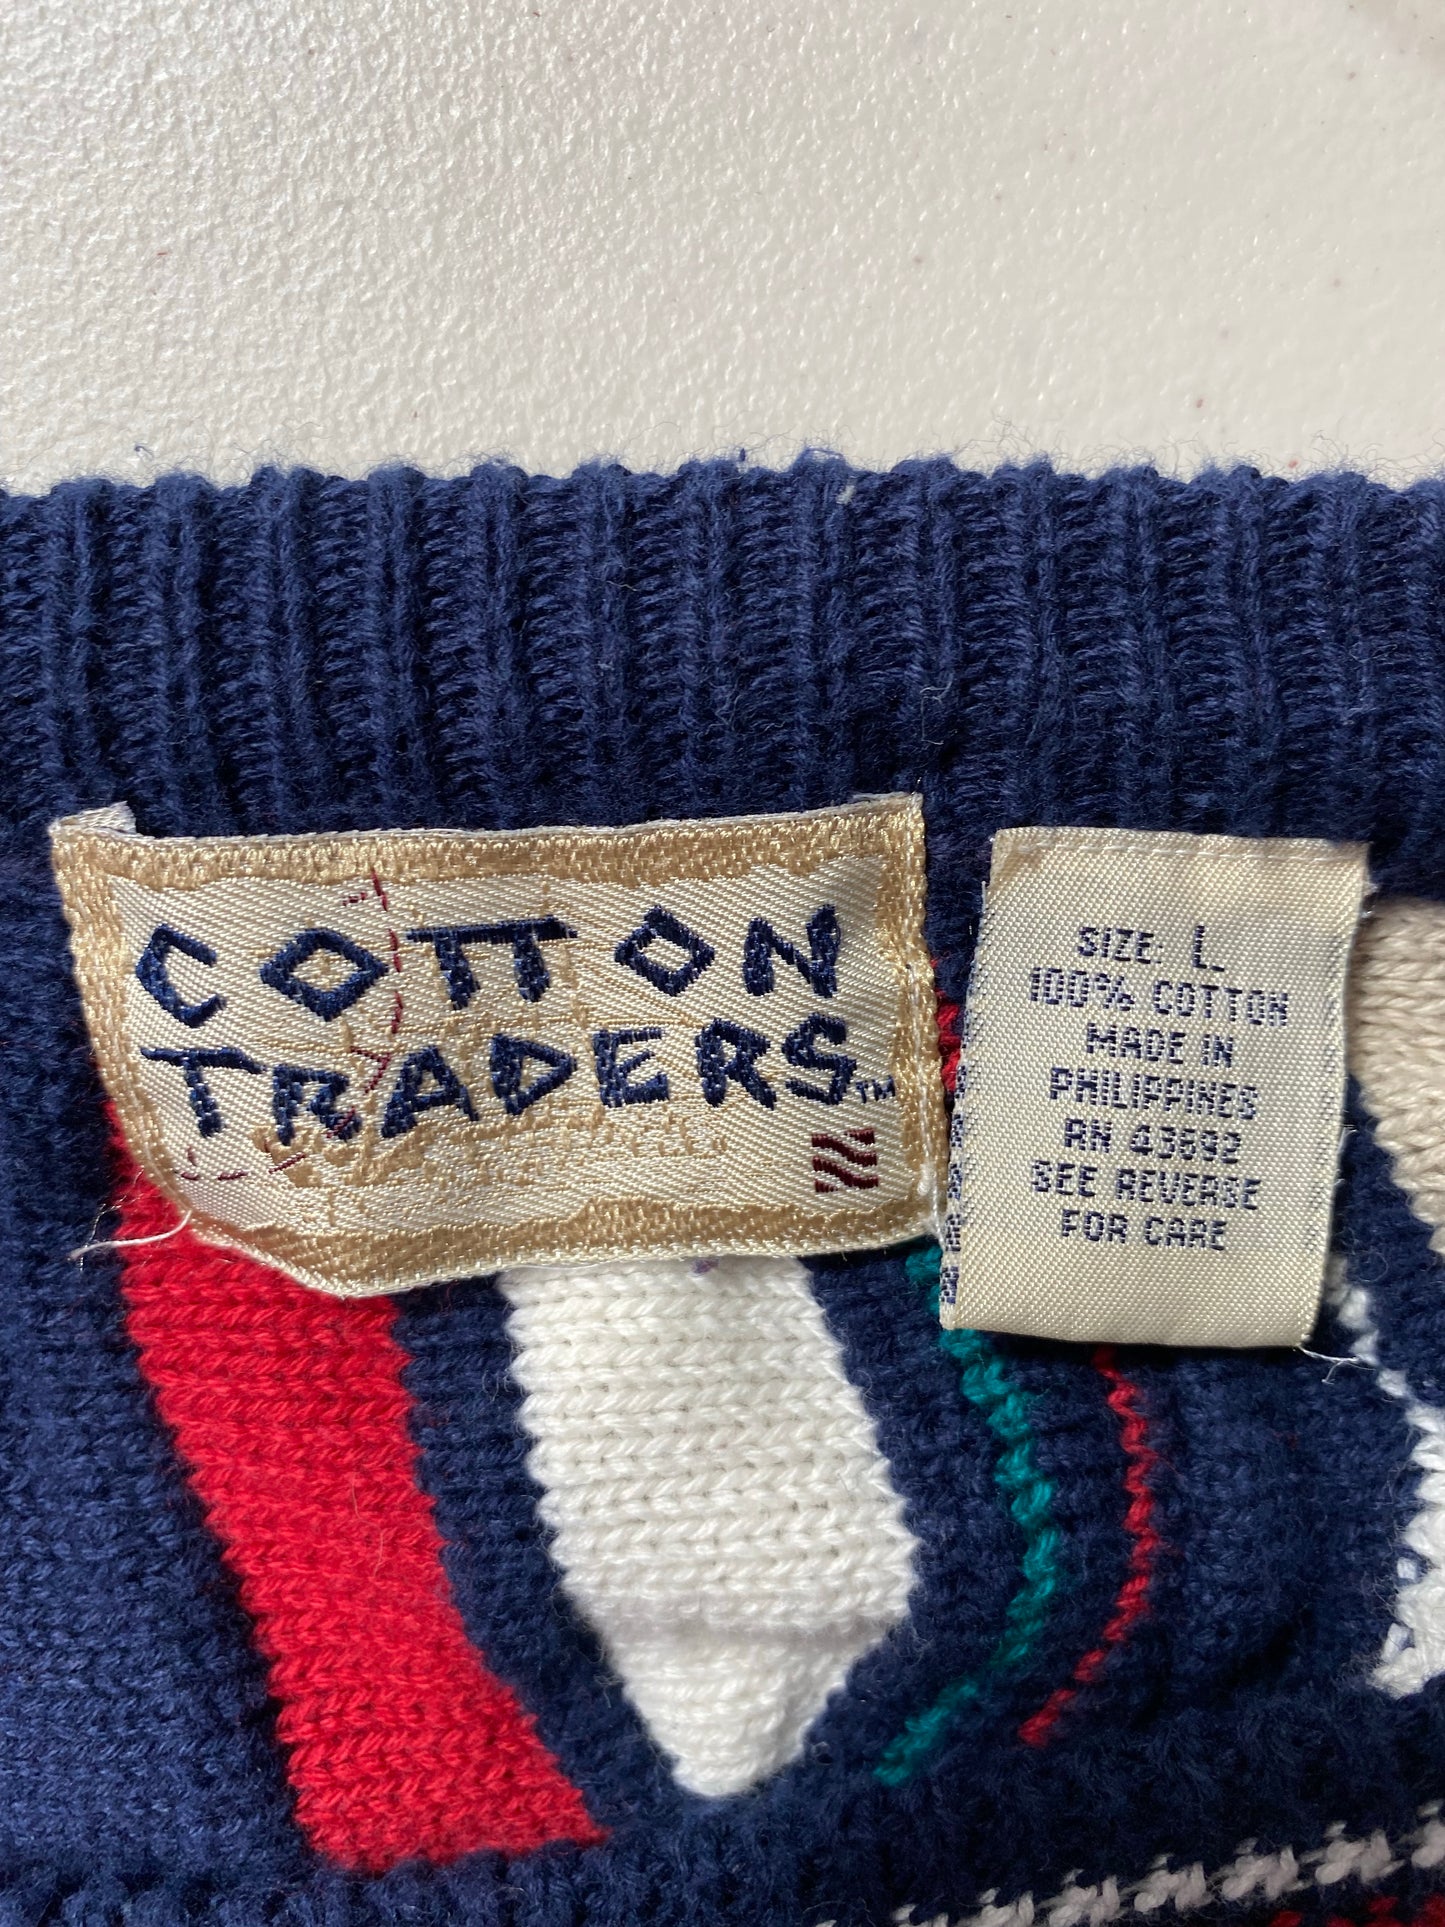 COTTON
TRADERS™
SIZE: L
100% COTTON
MADE IN
PHILIPPINES
RN 43692
SEE REVERSE
FOR CARE